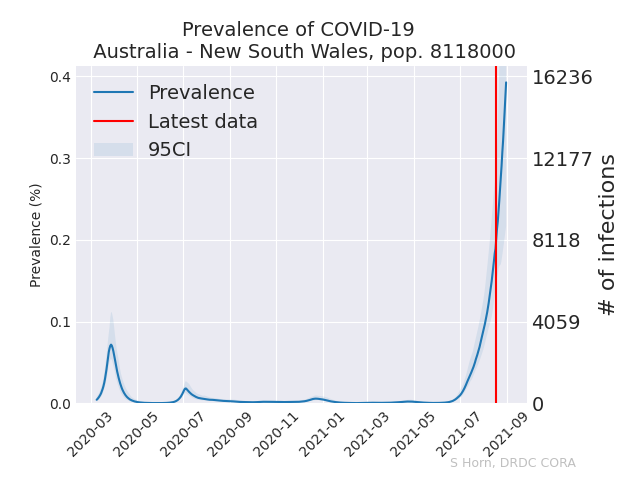 Prevalence of COVID-19
Australia - New South Wales, pop. 8118000
Prevalence
Latest data
95CI
0.4
0.3
0.2
0.1
0.0
Prevalence (%)
16236
12177
8118
4059
0
# of infections
2020-03
2020-05
2020-07
2020-09
2020-11
2021-01
2021-03
2021-05
2021-07
2021-09
S Horn, DRDC CORA